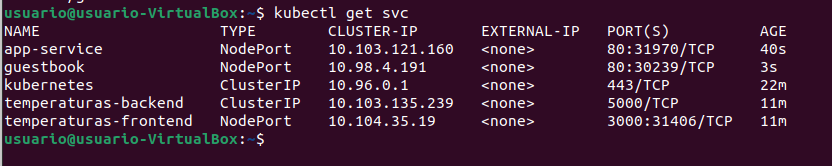 usuario@usuario-VirtualBox:~$ kubectl get svc
NAME TYPE CLUSTER-IP EXTERNAL-IP PORT(S) AGE
app-service NodePort 10.103.121.160 <none> 80:31970/TCP 40s
guestbook NodePort 10.98.4.191 <none> 80:30239/TCP 3s
kubernetes ClusterIP 10.96.0.1 <none> 443/TCP 22m
temperaturas-backend ClusterIP 10.103.135.239 <none> 5000/TCP 11m
temperaturas-frontend NodePort 10.104.35.19 <none> 3000:31406/TCP 11m
usuario@usuario-VirtualBox:~$